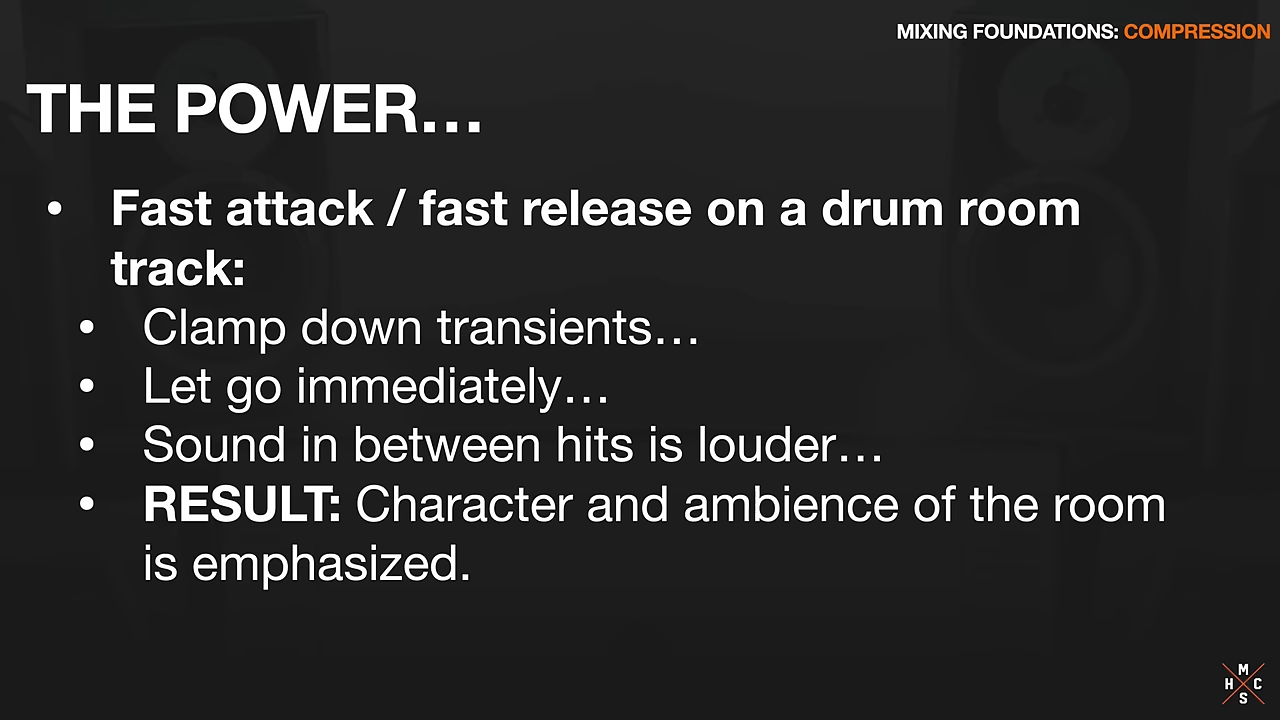 MIXING FOUNDATIONS: COMPRESSION
THE POWER…
• Fast attack / fast release on a drum room
track:
• Clamp down transients…
• Let go immediately…
• Sound in between hits is louder…
• RESULT: Character and ambience of the room
is emphasized.
M
H C
S